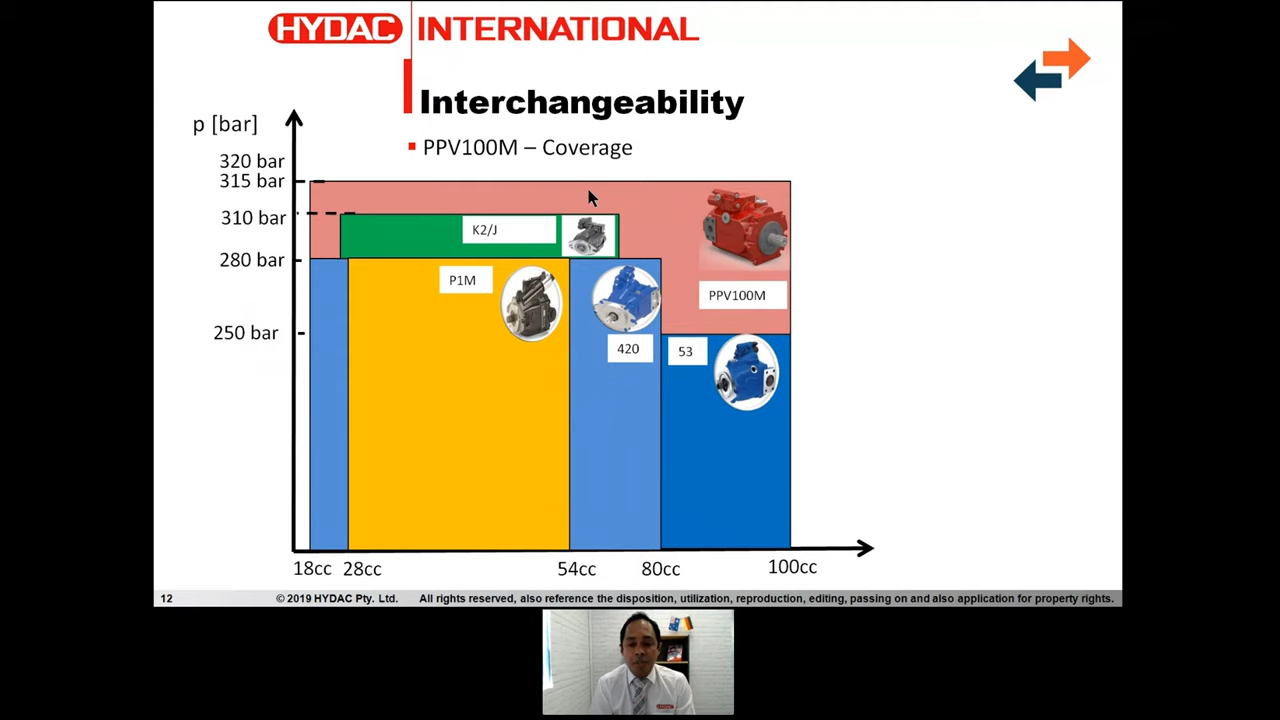 HYDAC INTERNATIONAL
Interchangeability
PPV100M – Coverage
p [bar]
320 bar
315 bar
310 bar
280 bar
250 bar
K2/J
P1M
PPV100M
420
53
18cc 28cc 54cc 80cc 100cc
12 © 2019 HYDAC Pty. Ltd. All rights reserved, also reference the disposition, utilization, reproduction, editing, passing on and also application for property rights.